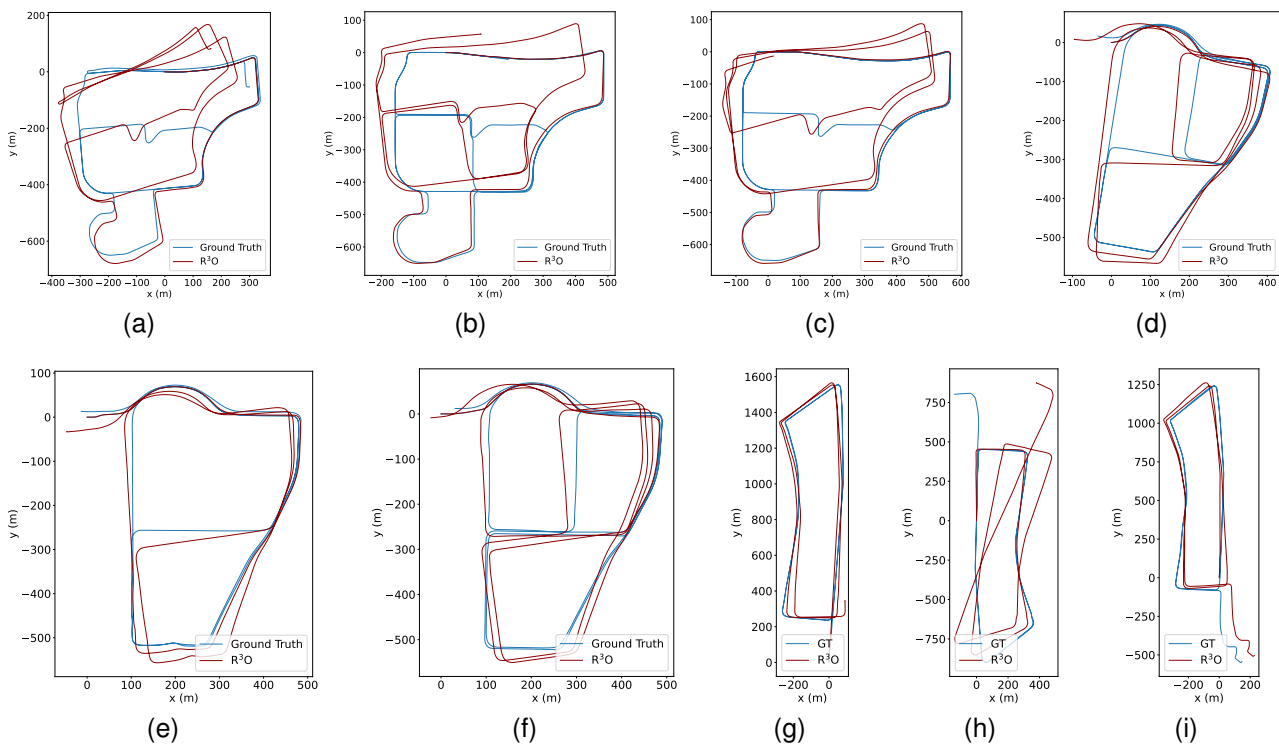 200
0
−200
−400
−600
y (m)
−400 −300 −200 −100 0 100 200 300
x (m)
Ground Truth
R³O
(a)
100
0
−100
−200
−300
−400
−500
−600
y (m)
−200 −100 0 100 200 300 400 500
x (m)
Ground Truth
R³O
(b)
100
0
−100
−200
−300
−400
−500
−600
y (m)
−200 −100 0 100 200 300 400 500 600
x (m)
Ground Truth
R³O
(c)
0
−100
−200
−300
−400
−500
y (m)
−100 0 100 200 300 400
x (m)
Ground Truth
R³O
(d)
100
0
−100
−200
−300
−400
−500
y (m)
0 100 200 300 400 500
x (m)
Ground Truth
R³O
(e)
0
−100
−200
−300
−400
−500
y (m)
0 100 200 300 400 500
x (m)
Ground Truth
R³O
(f)
1600
1400
1200
1000
800
600
400
200
0
y (m)
−200 0
x (m)
GT
R³O
(g)
750
500
250
0
−250
−500
−750
y (m)
0 200 400
x (m)
GT
R³O
(h)
1250
1000
750
500
250
0
−250
−500
y (m)
−200 0 200
x (m)
GT
R³O
(i)